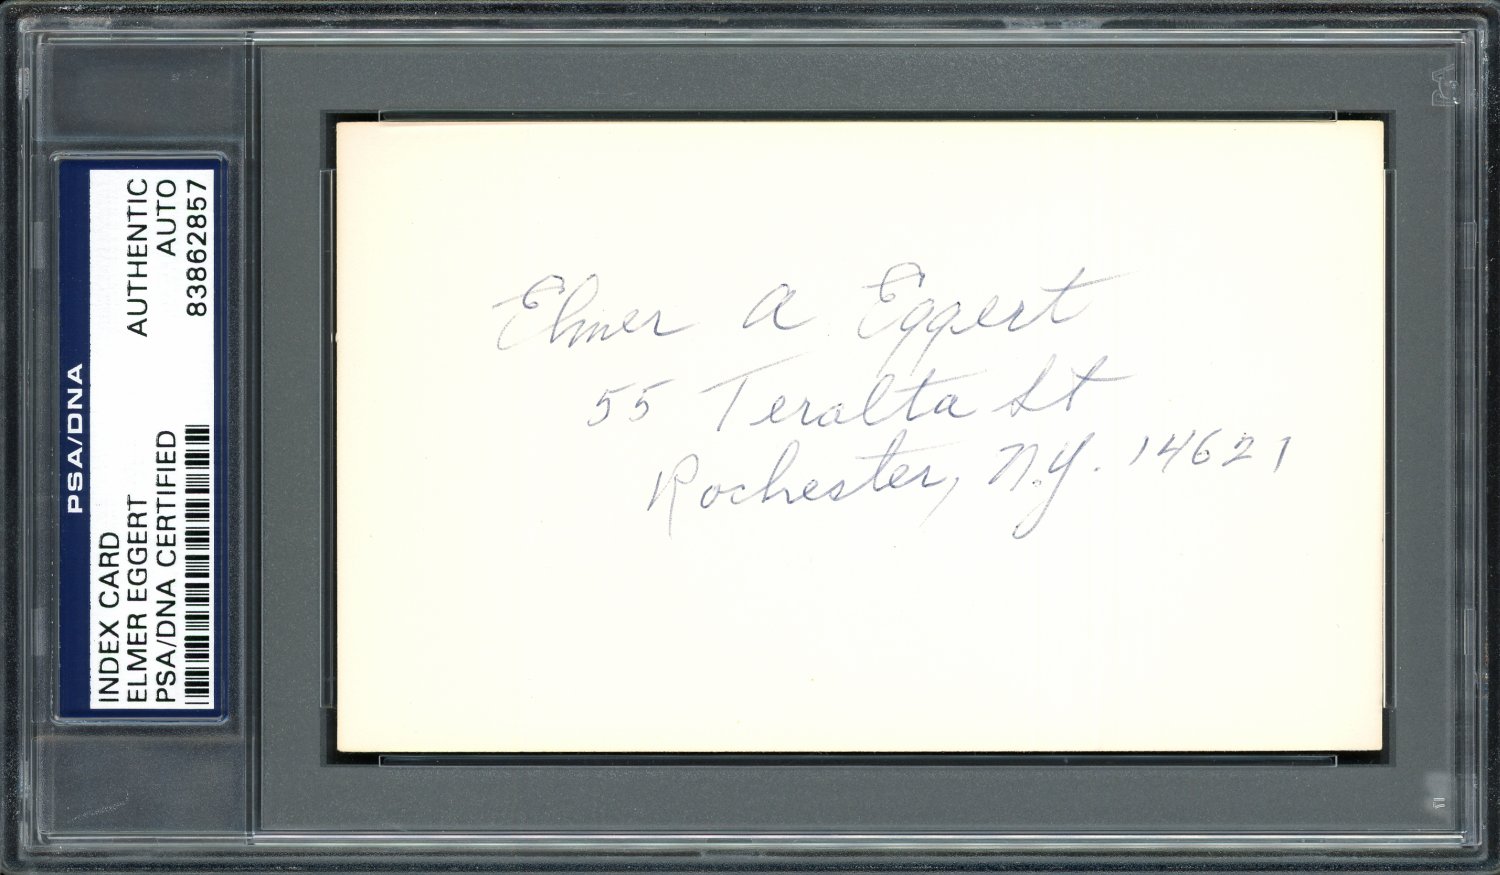 PSA/DNA
INDEX CARD
ELMER EGGERT
PSA/DNA CERTIFIED
AUTHENTIC
AUTO
83862857
Elmer A Eggert
55 Teralta St
Rochester, N.Y. 14621